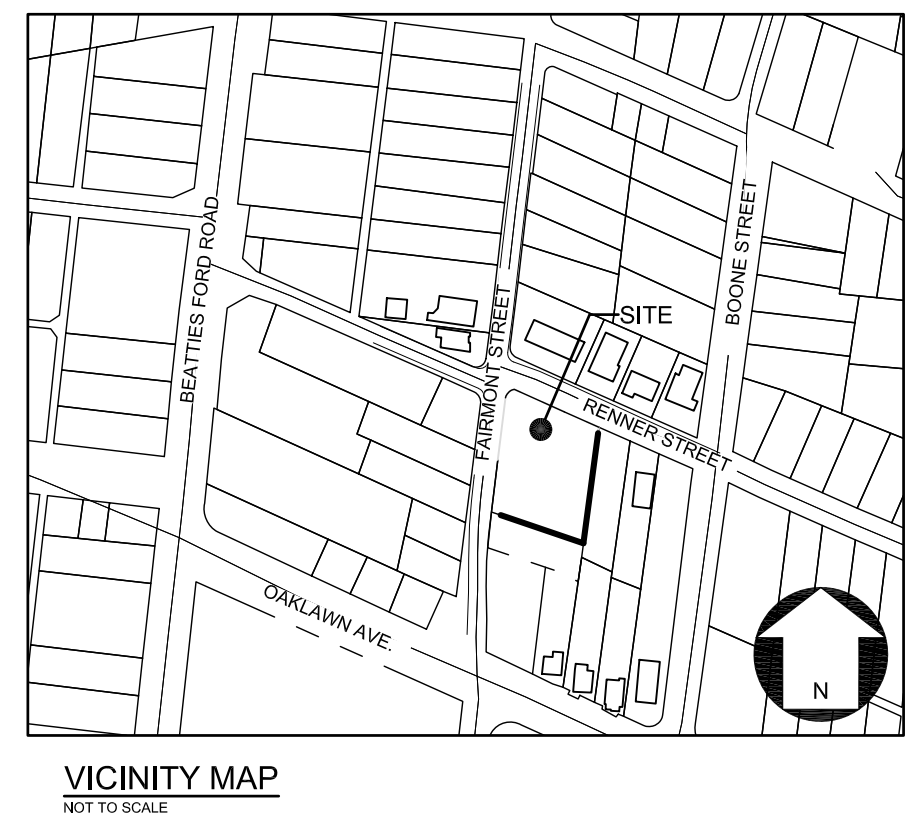 BEATTIES FORD ROAD
FAIRMONT STREET
BOONE STREET
SITE
RENNER STREET
OAKLAWN AVE.
N
VICINITY MAP
NOT TO SCALE